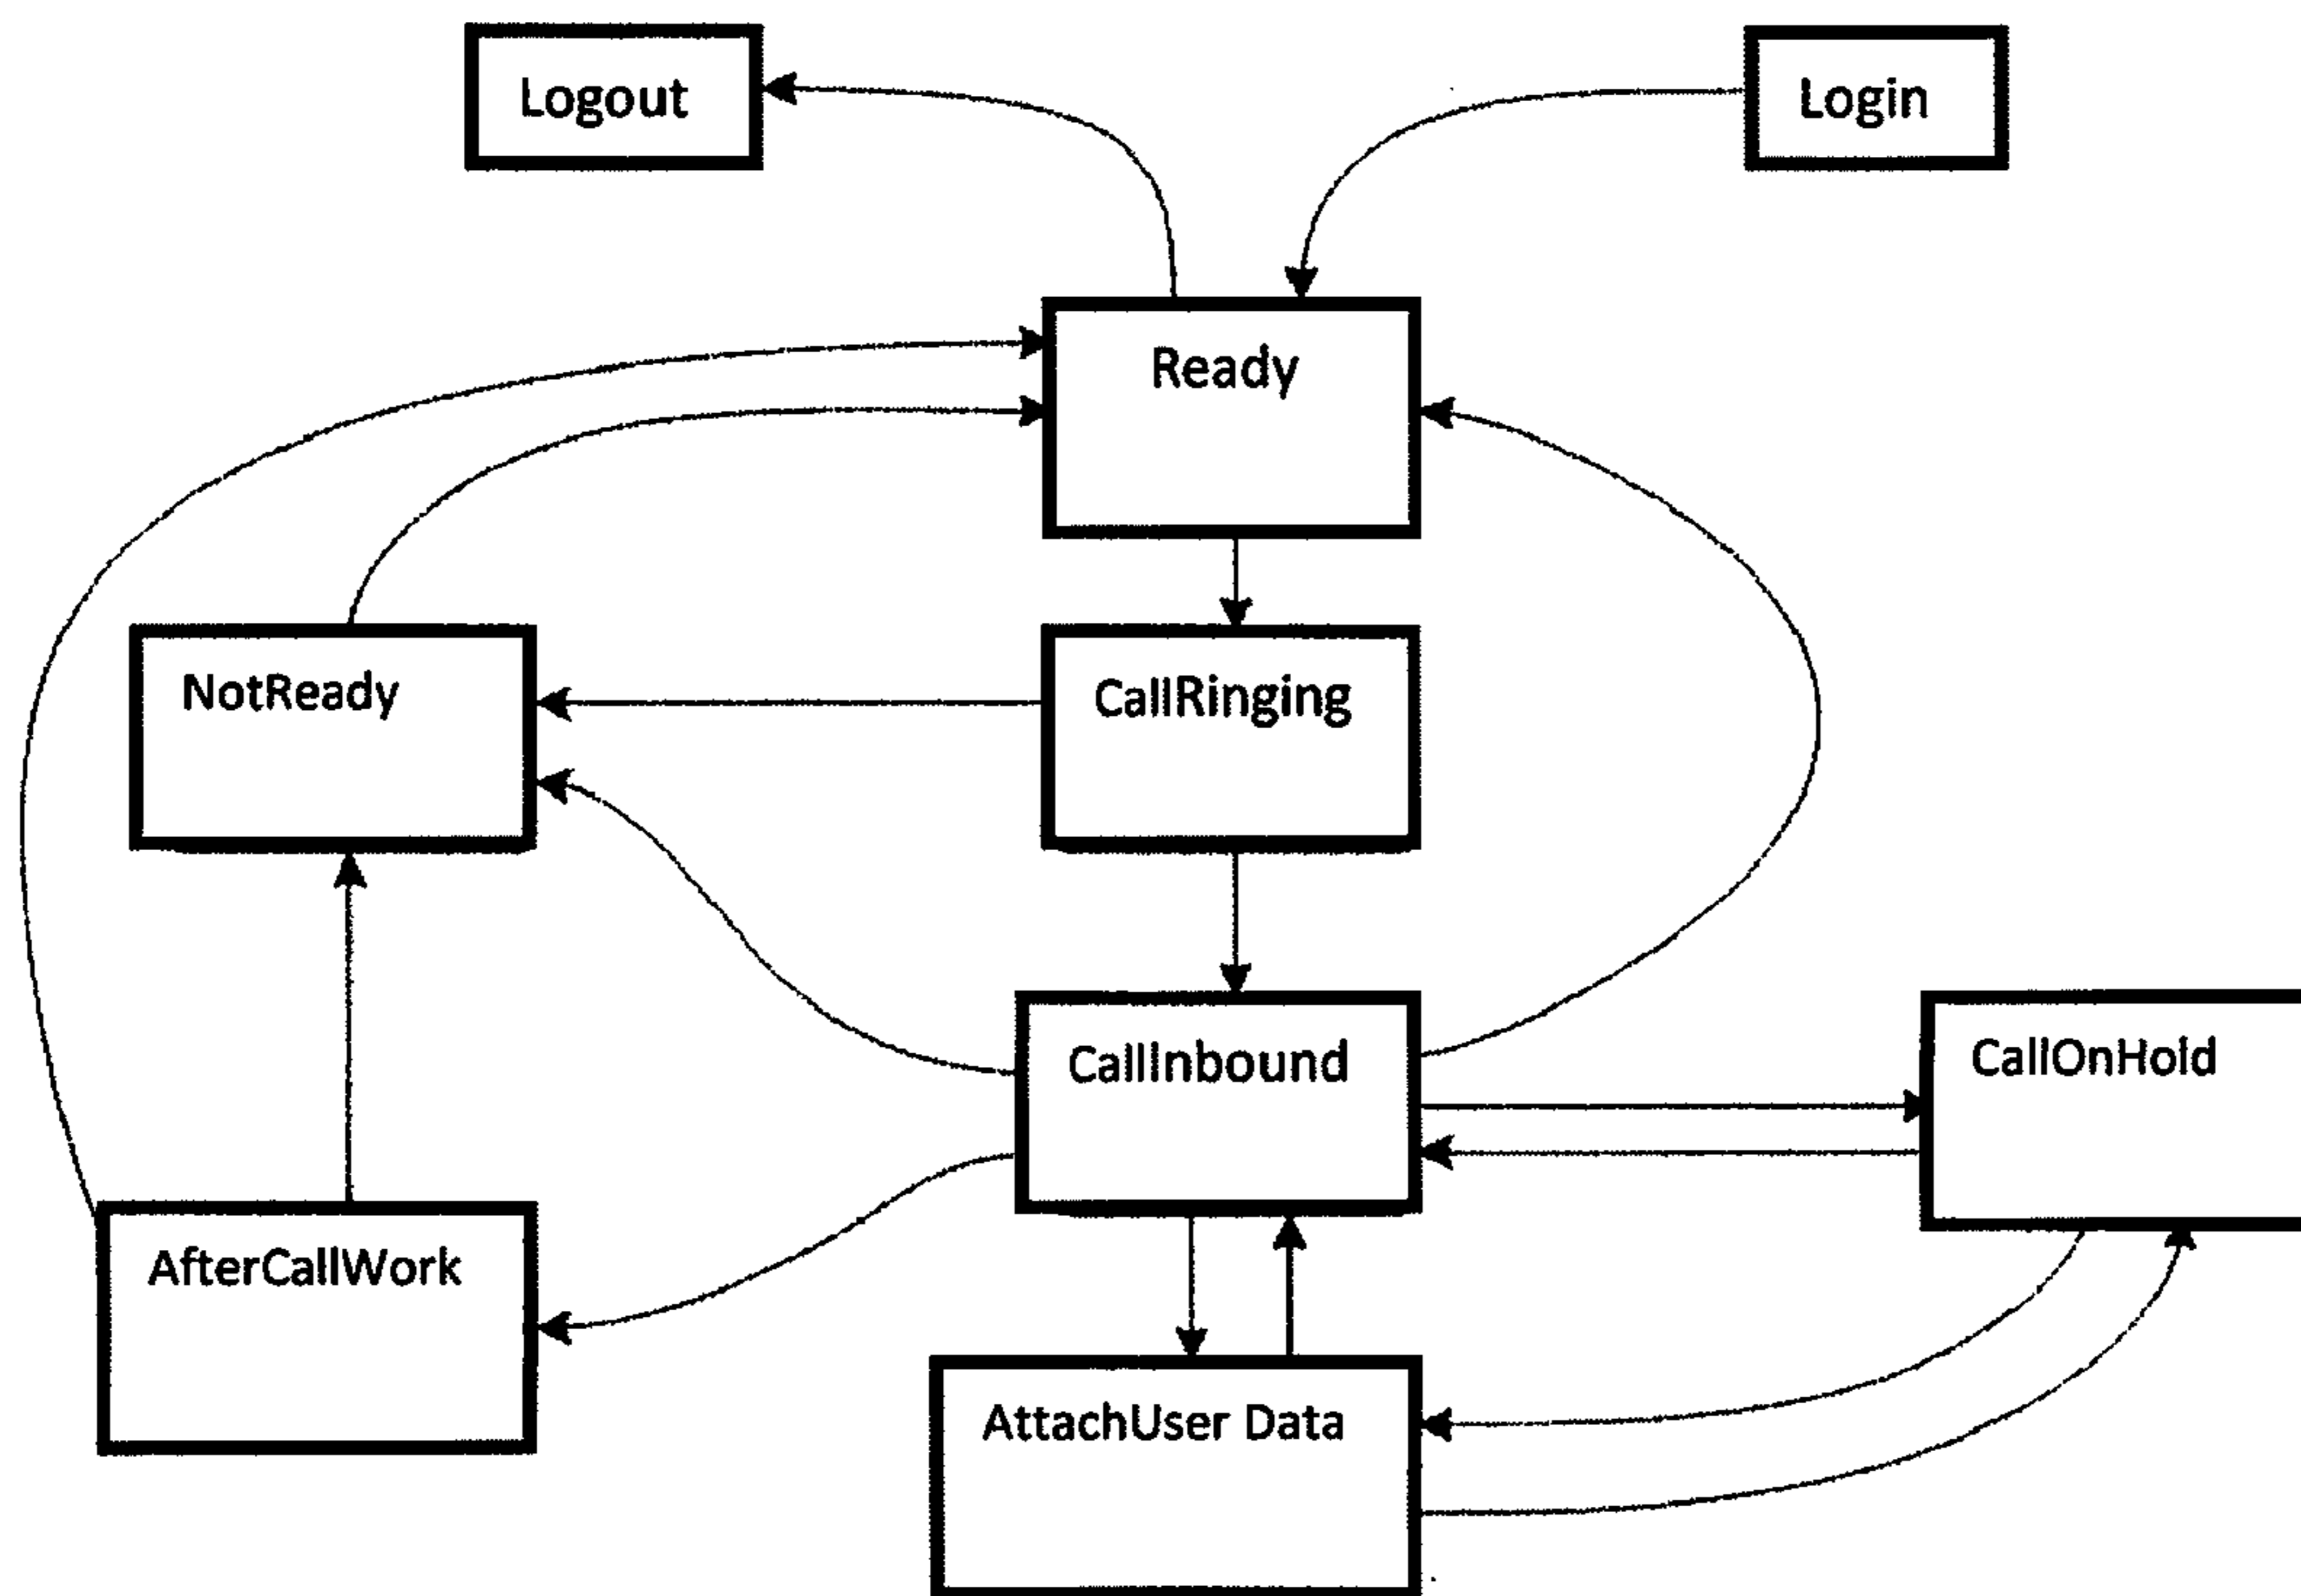 Logout
Login
Ready
NotReady
CallRinging
CallInbound
CallOnHold
AfterCallWork
AttachUser Data